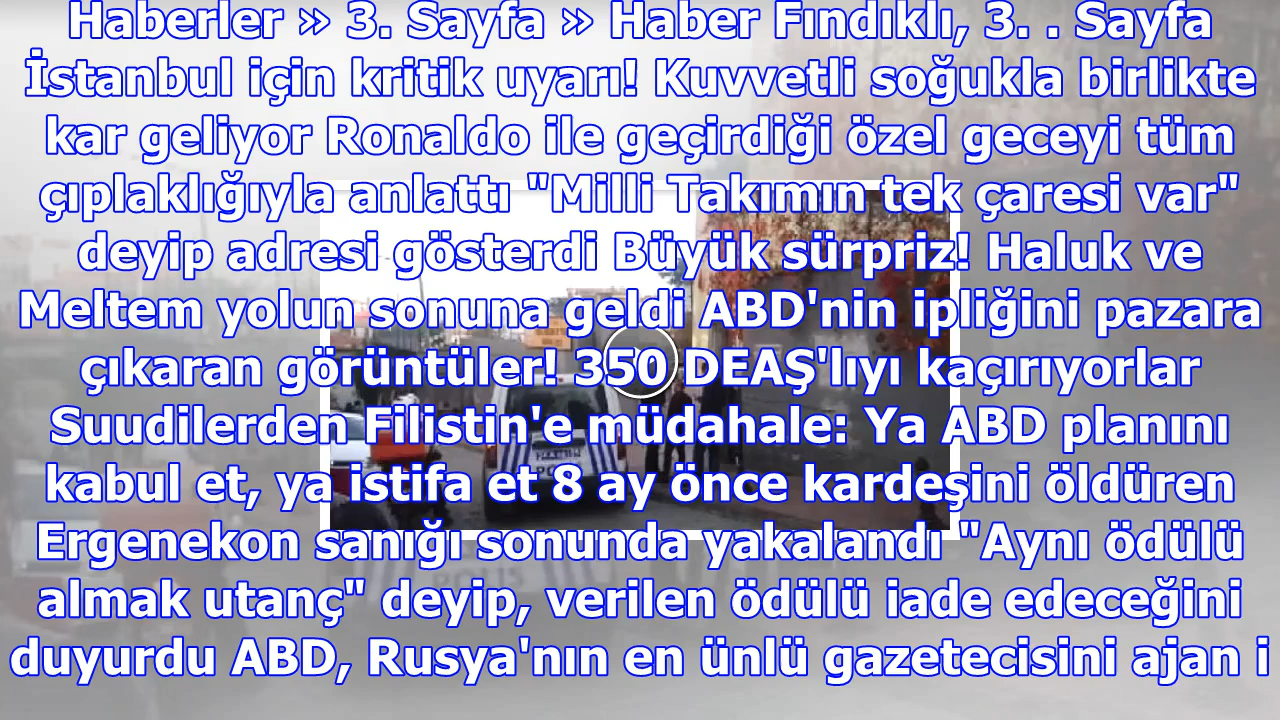 Haberler » 3. Sayfa » Haber Fındıklı, 3. . Sayfa
İstanbul için kritik uyarı! Kuvvetli soğukla birlikte
kar geliyor Ronaldo ile geçirdiği özel geceyi tüm
çıplaklığıyla anlattı "Milli Takımın tek çaresi var"
deyip adresi gösterdi Büyük sürpriz! Haluk ve
Meltem yolun sonuna geldi ABD'nin ipliğini pazara
çıkaran görüntüler! 350 DEAŞ'lıyı kaçırıyorlar
Suudilerden Filistin'e müdahale: Ya ABD planını
kabul et, ya istifa et 8 ay önce kardeşini öldüren
Ergenekon sanığı sonunda yakalandı "Aynı ödülü
almak utanç" deyip, verilen ödülü iade edeceğini
duyurdu ABD, Rusya'nın en ünlü gazetecisini ajan i